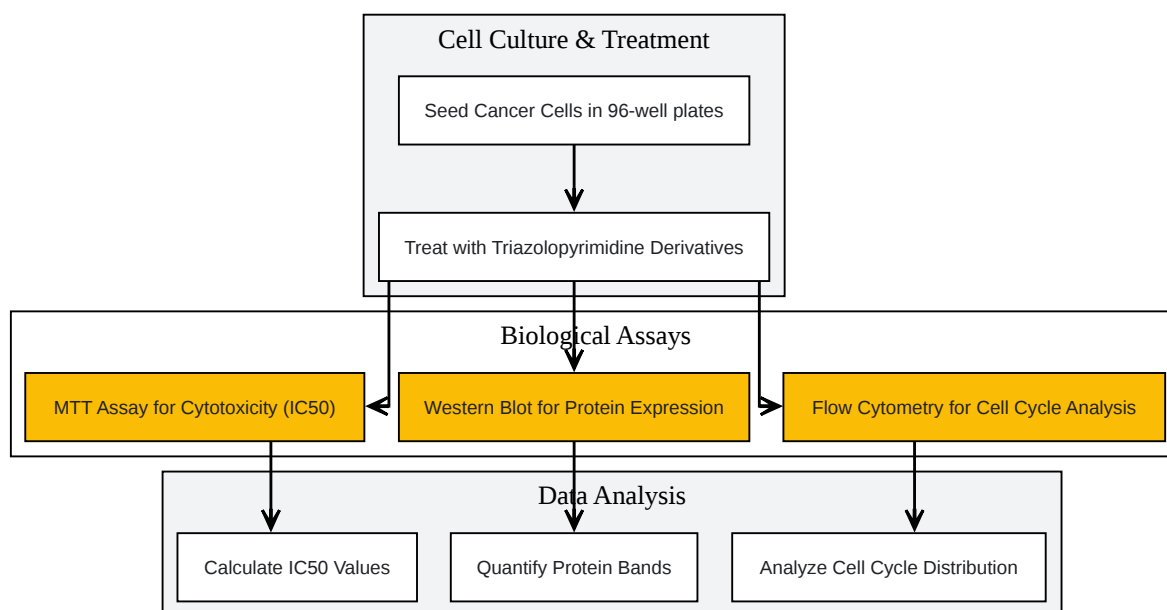 Cell Culture & Treatment
Seed Cancer Cells in 96-well plates
Treat with Triazolopyrimidine Derivatives
Biological Assays
MTT Assay for Cytotoxicity (IC50)
Western Blot for Protein Expression
Flow Cytometry for Cell Cycle Analysis
Data Analysis
Calculate IC50 Values
Quantify Protein Bands
Analyze Cell Cycle Distribution